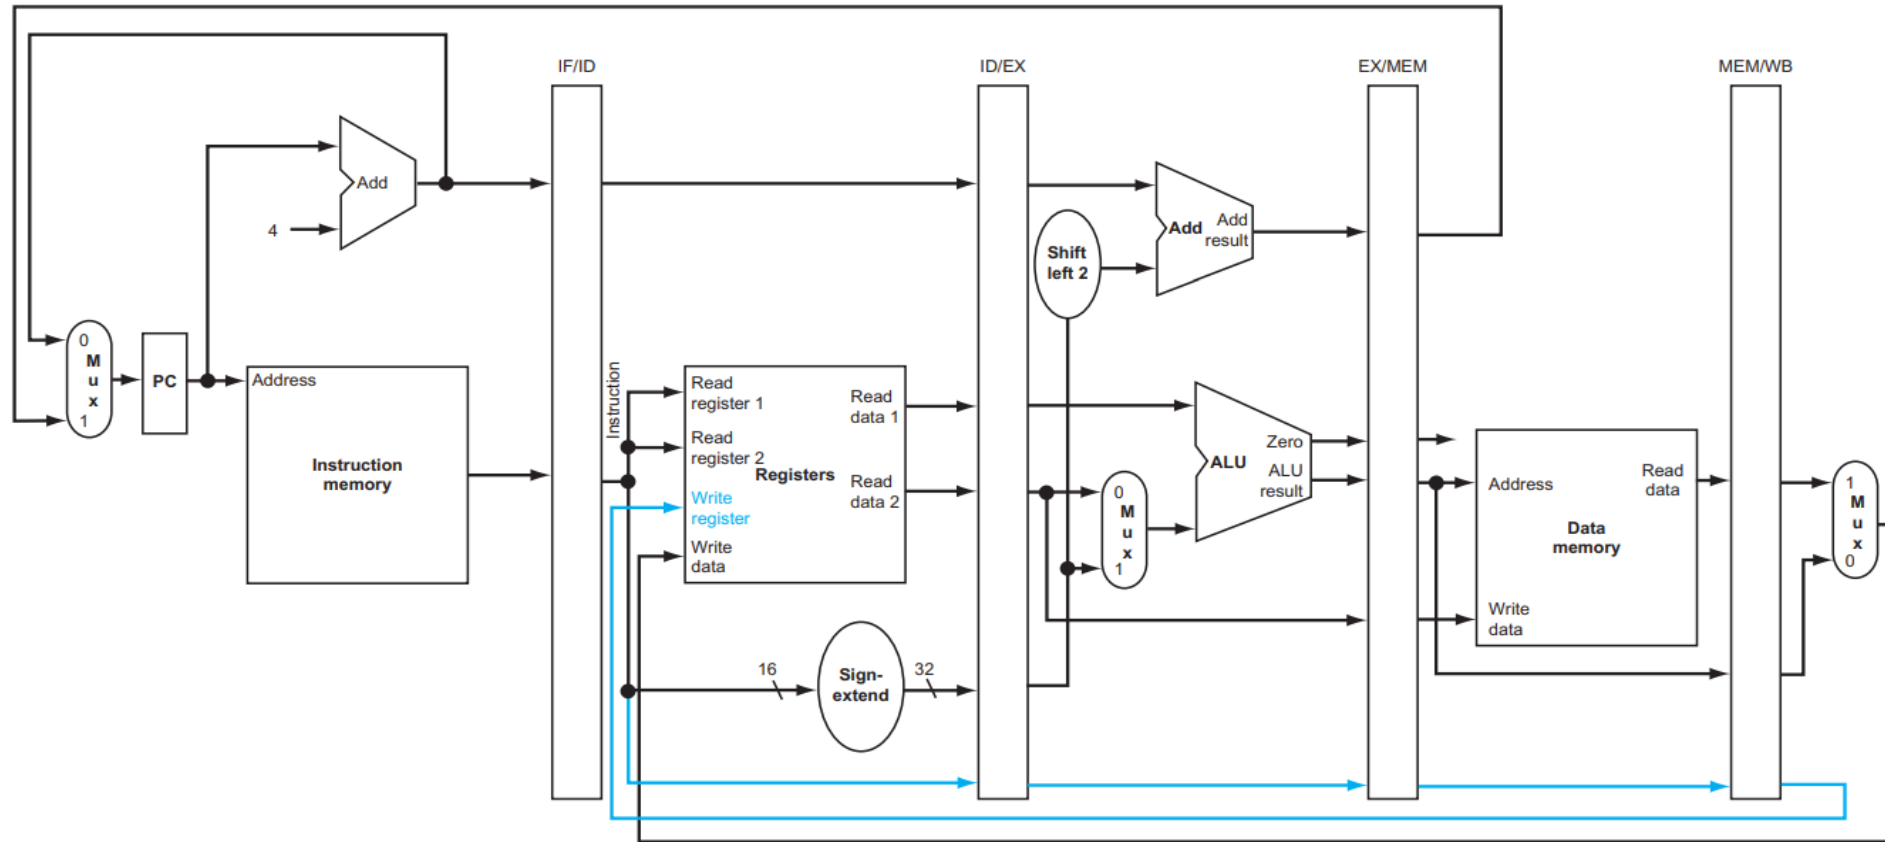 IF/ID
ID/EX
EX/MEM
MEM/WB
Add
4
Add
Add
result
Shift
left 2
0
M
u
x
1
PC
Address
Instruction
memory
Instruction
Read
register 1
Read
register 2
Write
register
Write
data
Registers
Read
data 1
Read
data 2
16
Sign-
extend
32
0
M
u
x
1
ALU
Zero
ALU
result
Address
Read
data
Data
memory
Write
data
1
M
u
x
0